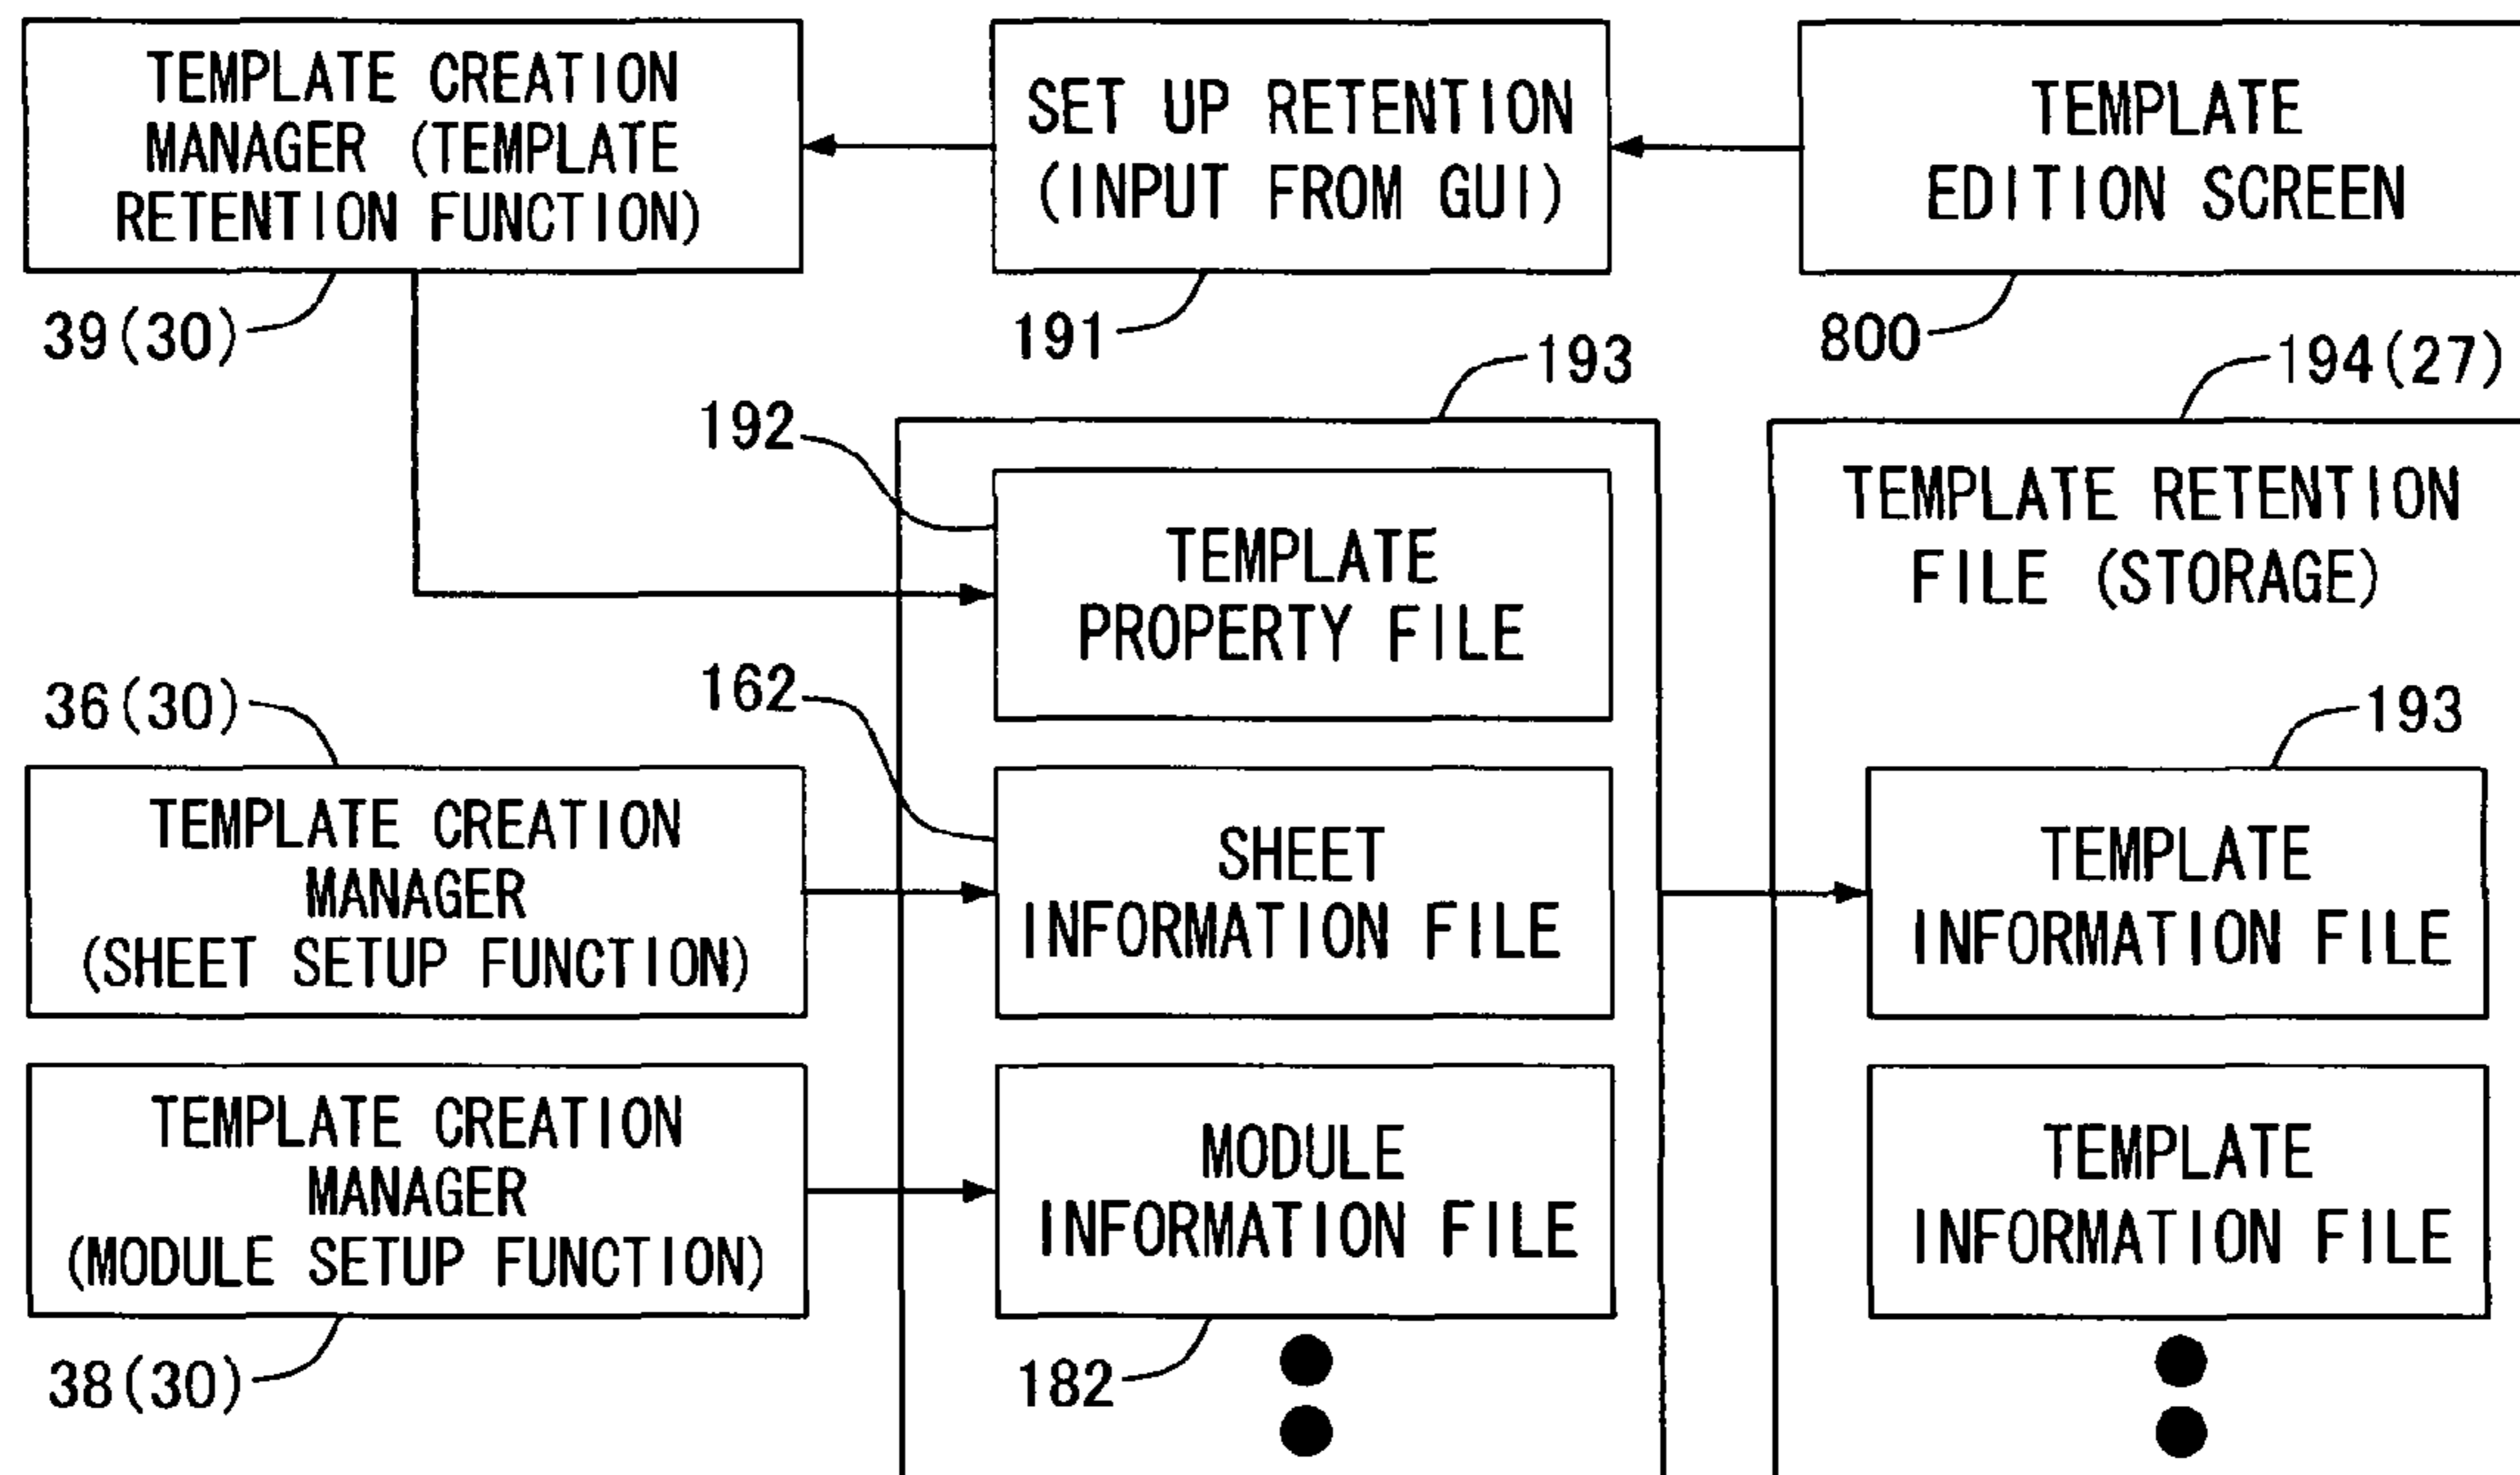 TEMPLATE CREATION
MANAGER (TEMPLATE
RETENTION FUNCTION)
SET UP RETENTION
(INPUT FROM GUI)
TEMPLATE
EDITION SCREEN
39(30)
191
800
193
194(27)
192
TEMPLATE
PROPERTY FILE
TEMPLATE RETENTION
FILE (STORAGE)
36(30)
162
193
TEMPLATE CREATION
MANAGER
(SHEET SETUP FUNCTION)
SHEET
INFORMATION FILE
TEMPLATE
INFORMATION FILE
TEMPLATE CREATION
MANAGER
(MODULE SETUP FUNCTION)
MODULE
INFORMATION FILE
TEMPLATE
INFORMATION FILE
38(30)
182